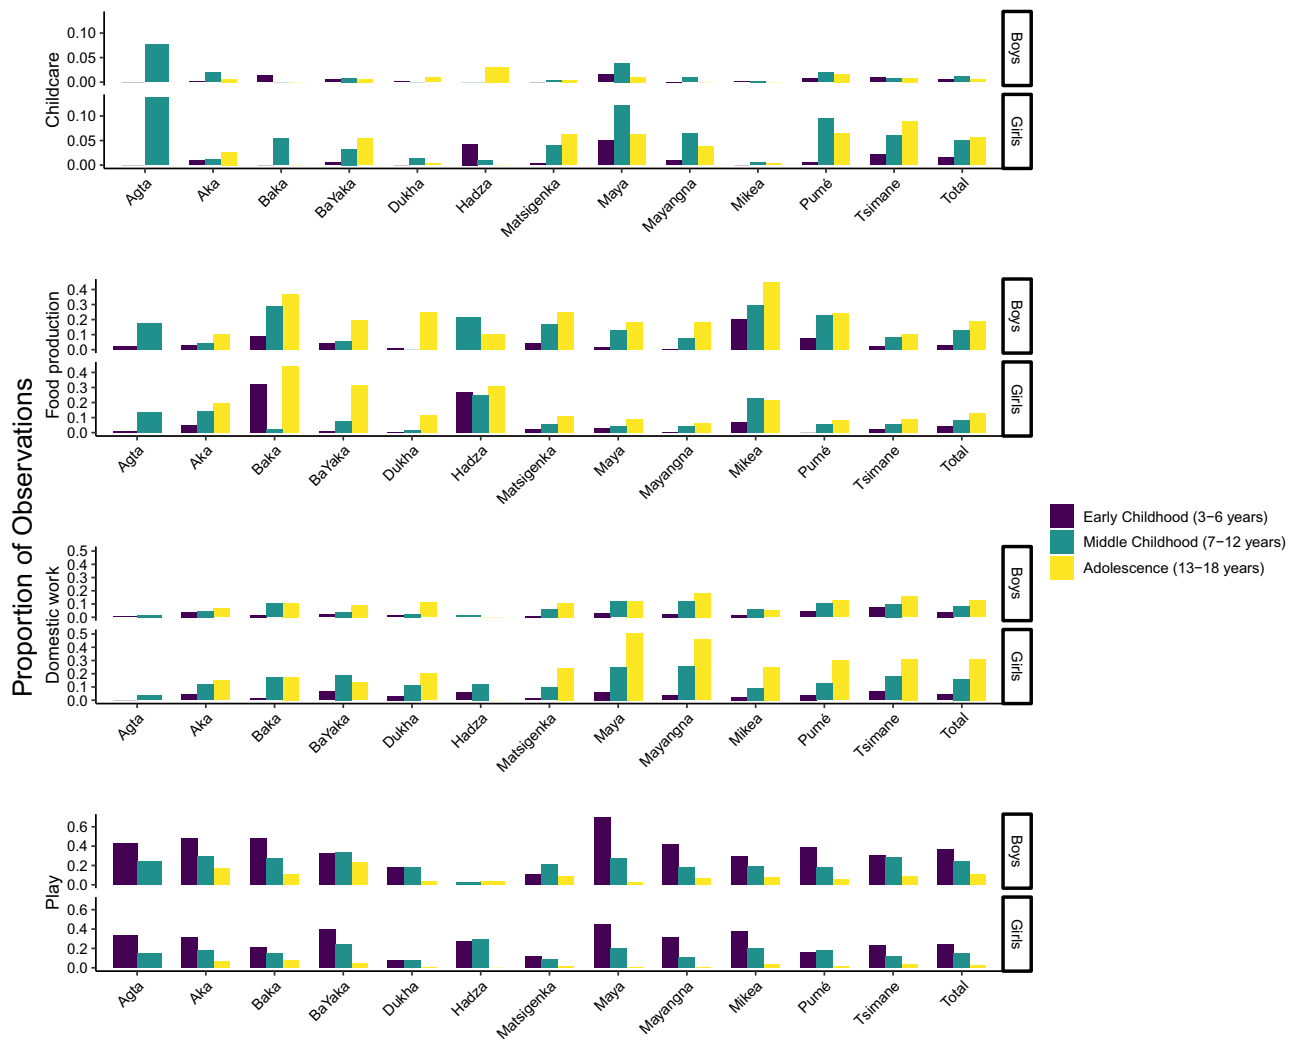 Proportion of Observations
Childcare
0.10
0.05
0.00
Boys
0.10
0.05
0.00
Girls
Agta Aka Baka BaYaka Dukha Hadza Matsigenka Maya Mayangna Mikea Pumé Tsimane Total
Food production
0.4
0.3
0.2
0.1
0.0
Boys
0.4
0.3
0.2
0.1
0.0
Girls
Agta Aka Baka BaYaka Dukha Hadza Matsigenka Maya Mayangna Mikea Pumé Tsimane Total
Early Childhood (3−6 years)
Middle Childhood (7−12 years)
Adolescence (13−18 years)
Domestic work
0.5
0.4
0.3
0.2
0.1
0.0
Boys
0.5
0.4
0.3
0.2
0.1
0.0
Girls
Agta Aka Baka BaYaka Dukha Hadza Matsigenka Maya Mayangna Mikea Pumé Tsimane Total
Play
0.6
0.4
0.2
0.0
Boys
0.6
0.4
0.2
0.0
Girls
Agta Aka Baka BaYaka Dukha Hadza Matsigenka Maya Mayangna Mikea Pumé Tsimane Total